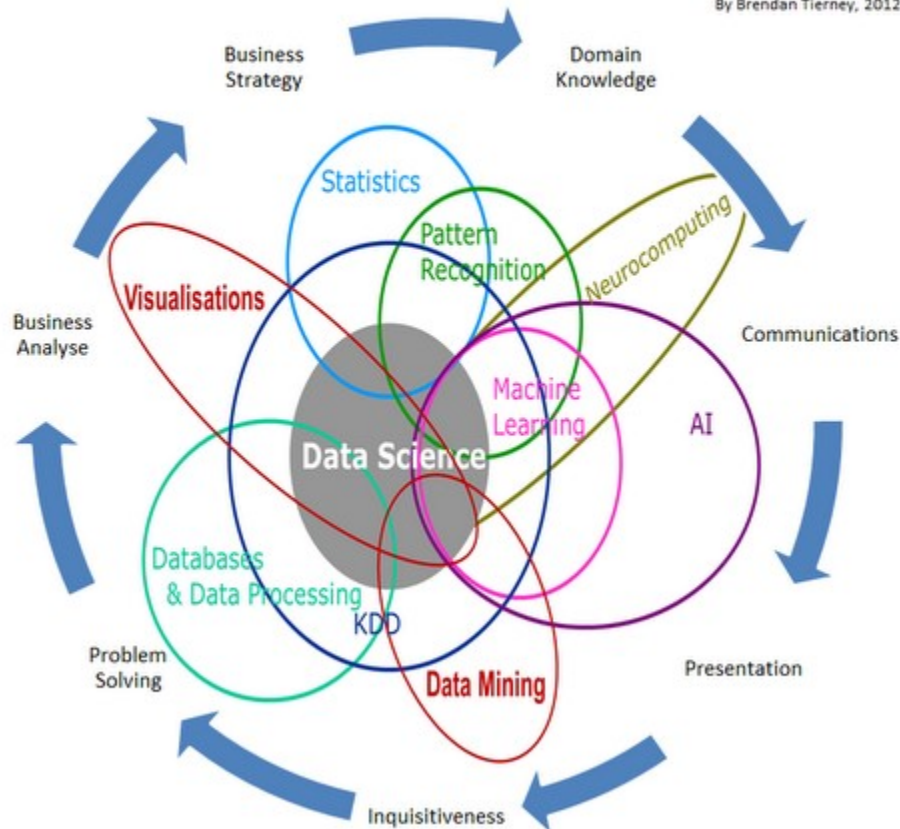 By Brendan Tierney, 2012
Business
Strategy
Domain
Knowledge
Statistics
Pattern
Recognition
Neurocomputing
Visualisations
Business
Analyse
Communications
Machine
Learning
AI
Data Science
Databases
& Data Processing
KDD
Problem
Solving
Data Mining
Presentation
Inquisitiveness